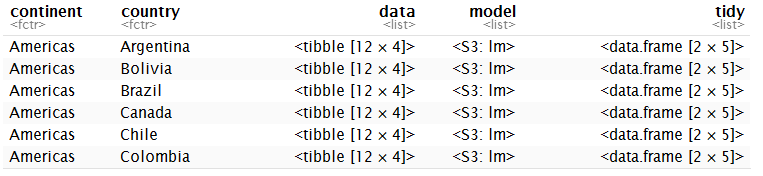 continent country data model tidy
<fctr> <fctr> <list> <list> <list>
Americas Argentina <tibble [12 × 4]> <S3: lm> <data.frame [2 × 5]>
Americas Bolivia <tibble [12 × 4]> <S3: lm> <data.frame [2 × 5]>
Americas Brazil <tibble [12 × 4]> <S3: lm> <data.frame [2 × 5]>
Americas Canada <tibble [12 × 4]> <S3: lm> <data.frame [2 × 5]>
Americas Chile <tibble [12 × 4]> <S3: lm> <data.frame [2 × 5]>
Americas Colombia <tibble [12 × 4]> <S3: lm> <data.frame [2 × 5]>